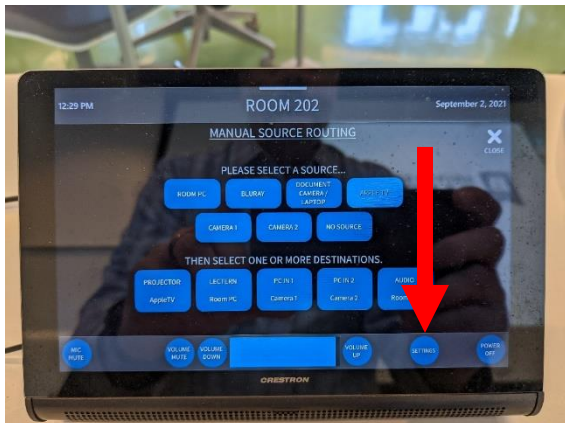 12:29 PM
ROOM 202
September 2, 2021
MANUAL SOURCE ROUTING
X
CLOSE
PLEASE SELECT A SOURCE...
ROOM PC
BLURAY
DOCUMENT
CAMERA /
LAPTOP
APPLE TV
CAMERA 1
CAMERA 2
NO SOURCE
THEN SELECT ONE OR MORE DESTINATIONS.
PROJECTOR
AppleTV
LECTERN
Room PC
PC IN 1
Camera 1
PC IN 2
Camera 2
AUDIO
Room
MIC
MUTE
VOLUME
MUTE
VOLUME
DOWN
VOLUME
UP
SETTINGS
POWER
OFF
CRESTRON